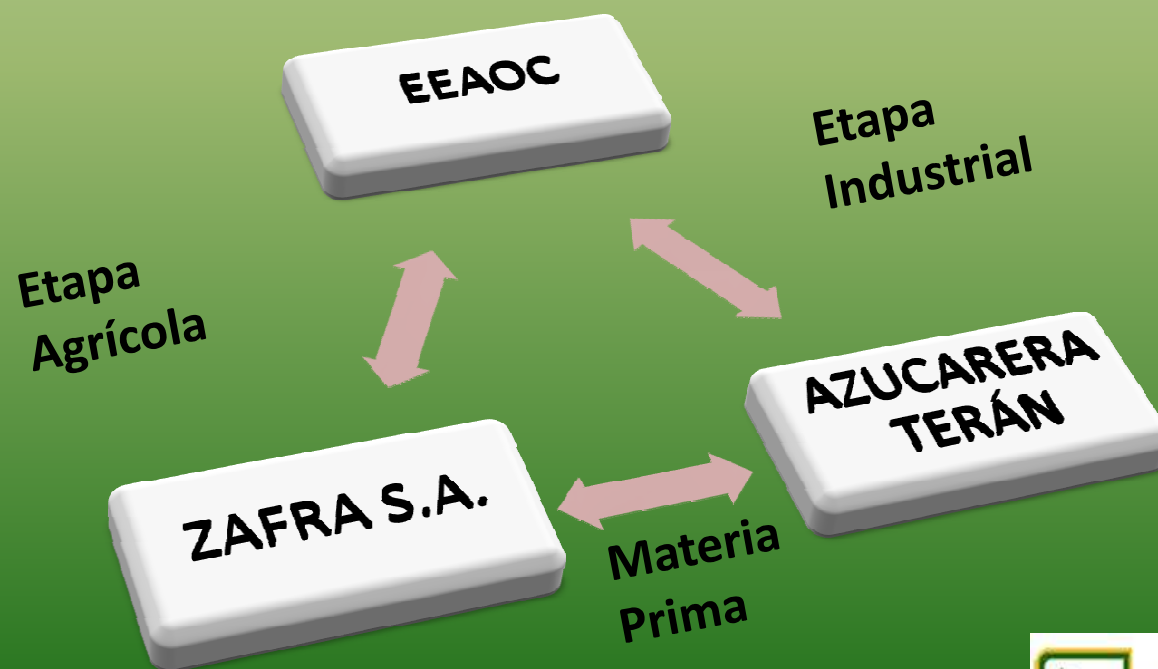 EEAOC
Etapa
Industrial
Etapa
Agrícola
AZUCARERA
TERÁN
ZAFRA S.A.
Materia
Prima